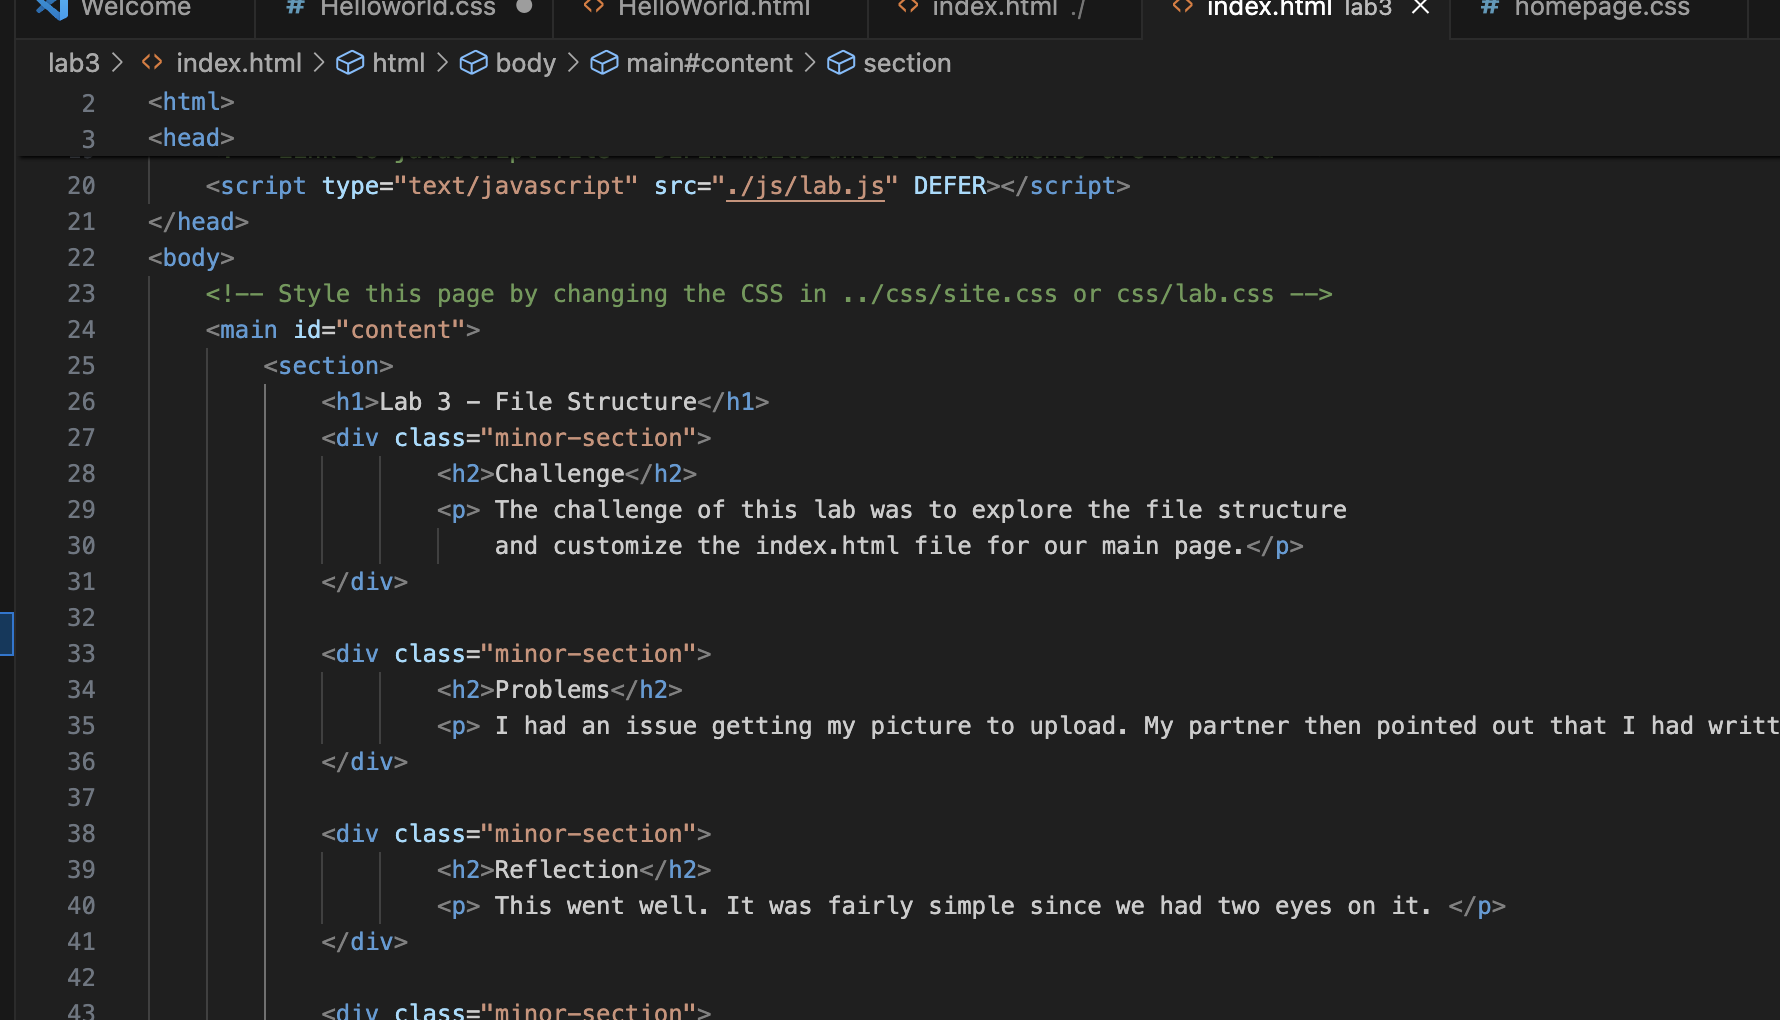 Welcome
# Helloworld.css
<> HelloWorld.html
<> index.html ./
<> index.html lab3
# homepage.css
lab3 > <> index.html > html > body > main#content > section
2 <html>
3 <head>
20 <script type="text/javascript" src="./js/lab.js" DEFER></script>
21 </head>
22 <body>
23 <!-- Style this page by changing the CSS in ../css/site.css or css/lab.css -->
24 <main id="content">
25 <section>
26 <h1>Lab 3 - File Structure</h1>
27 <div class="minor-section">
28 <h2>Challenge</h2>
29 <p> The challenge of this lab was to explore the file structure
30 and customize the index.html file for our main page.</p>
31 </div>
32
33 <div class="minor-section">
34 <h2>Problems</h2>
35 <p> I had an issue getting my picture to upload. My partner then pointed out that I had writt
36 </div>
37
38 <div class="minor-section">
39 <h2>Reflection</h2>
40 <p> This went well. It was fairly simple since we had two eyes on it. </p>
41 </div>
42
43 <div class="minor-section">